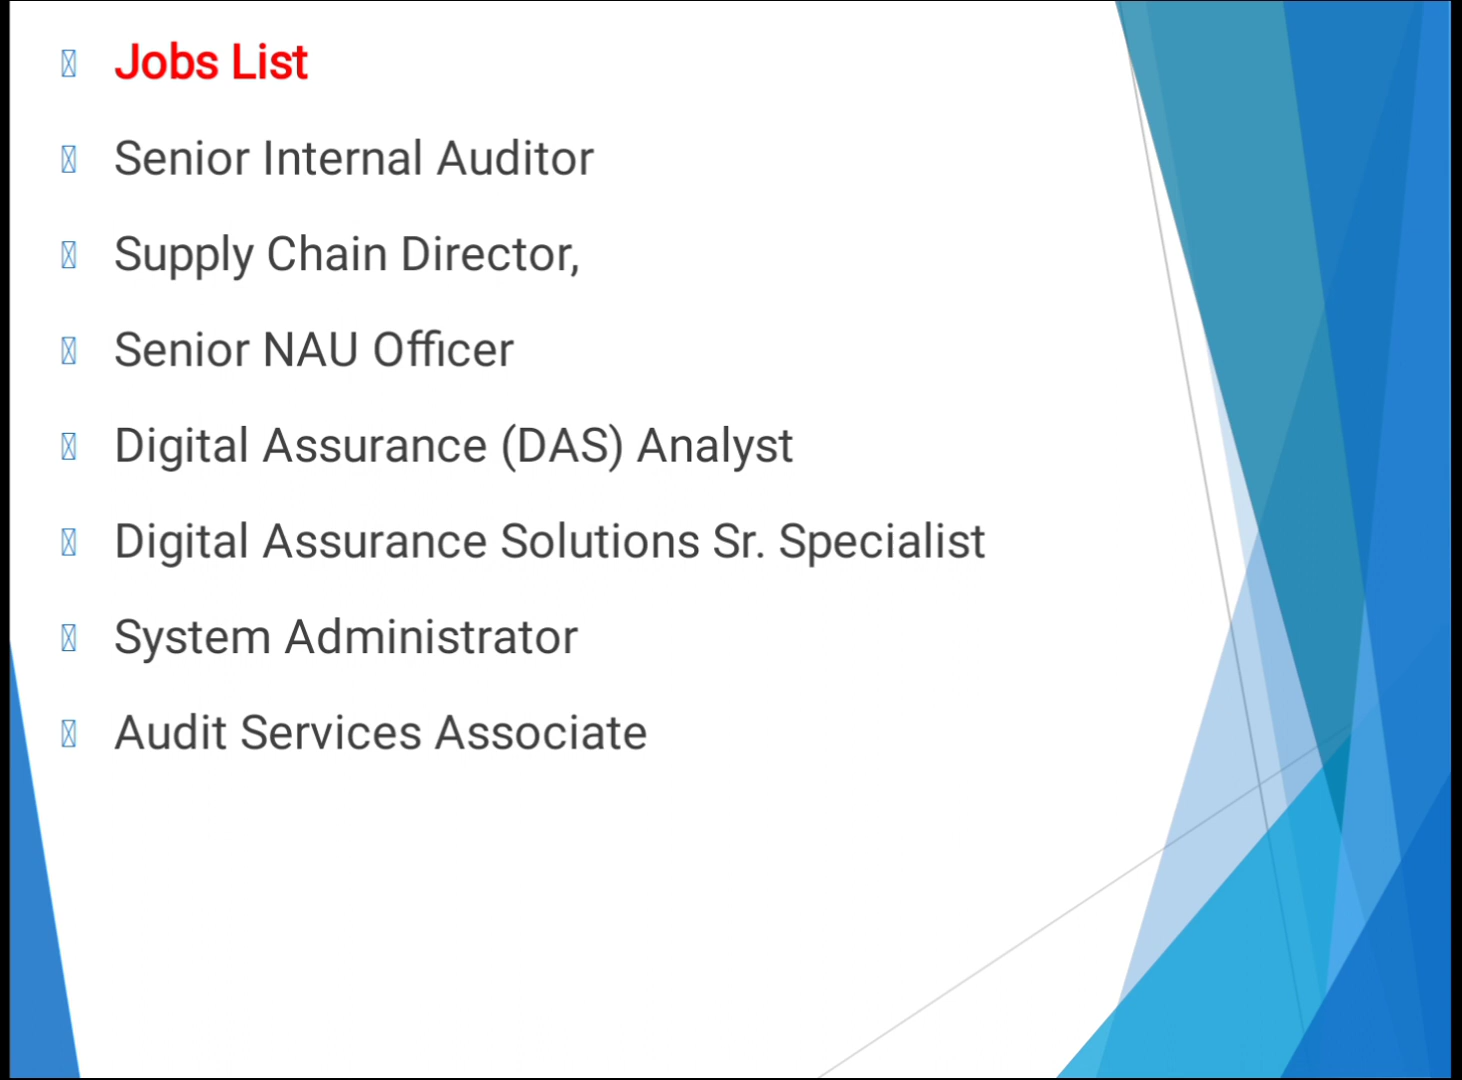 Jobs List
Senior Internal Auditor
Supply Chain Director,
Senior NAU Officer
Digital Assurance (DAS) Analyst
Digital Assurance Solutions Sr. Specialist
System Administrator
Audit Services Associate